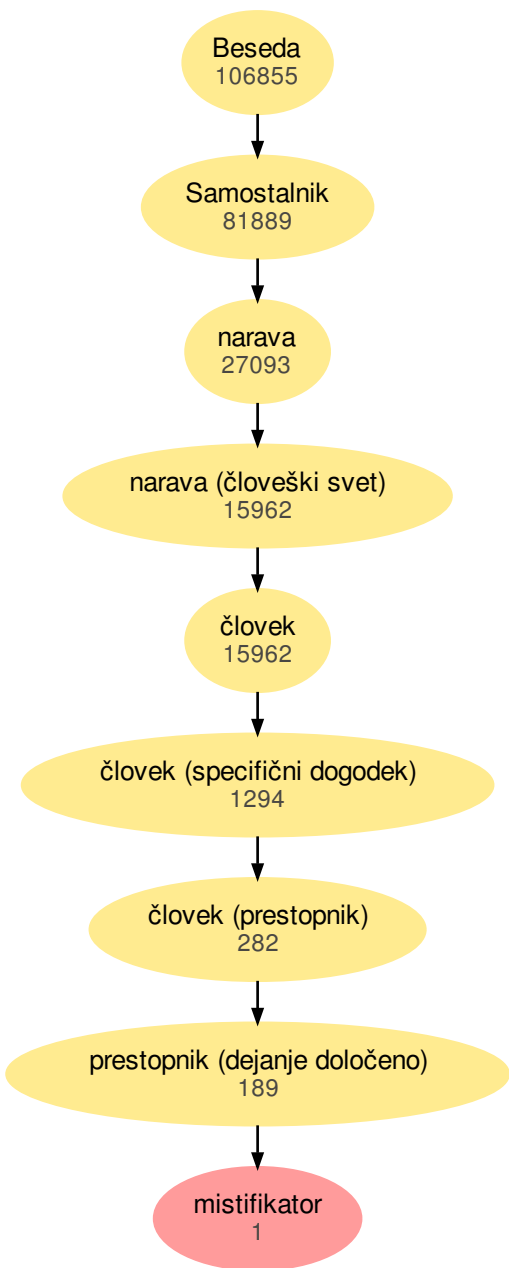 Beseda
106855
Samostalnik
81889
narava
27093
narava (človeški svet)
15962
človek
15962
človek (specifični dogodek)
1294
človek (prestopnik)
282
prestopnik (dejanje določeno)
189
mistifikator
1